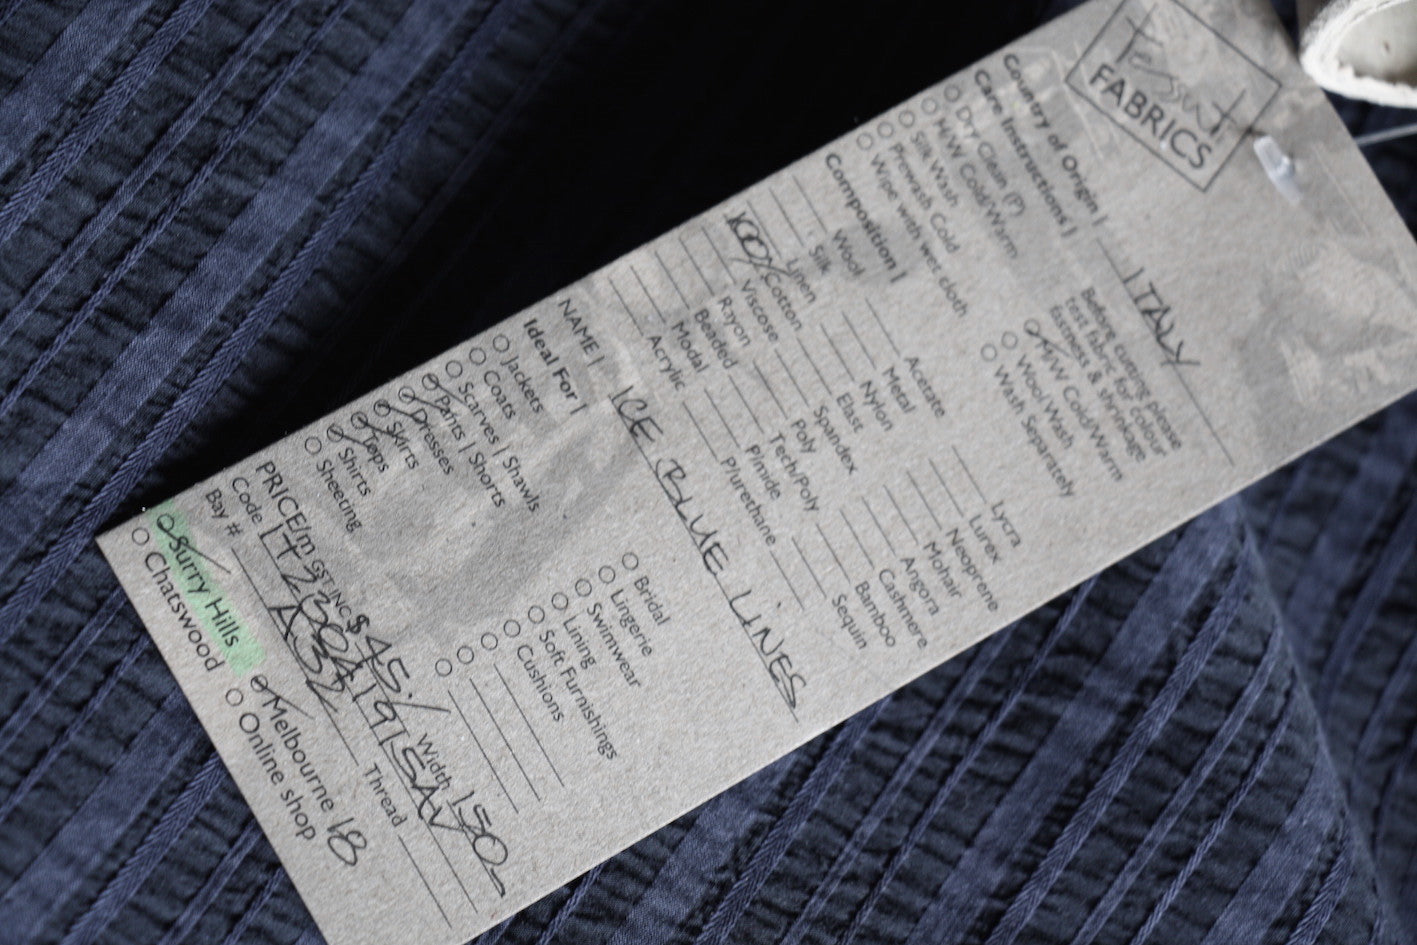 Tessuti
FABRICS
Country of Origin | ITALY
Care Instructions |
Dry Clean (P)
H/W Cold/Warm
Silk Wash
Prewash Cold
Wipe with wet cloth
Before cutting please
test fabric for colour
fastness & shrinkage
H/W Cold/Warm
Wool Wash
Wash Separately
Composition |
Wool
Silk
Linen
100% Cotton
Viscose
Rayon
Beaded
Modal
Acrylic
Acetate
Metal
Nylon
Elast
Spandex
Poly
Tech/Poly
P/imide
P/urethane
Lycra
Lurex
Neoprene
Mohair
Angora
Cashmere
Bamboo
Sequin
NAME | ICE BLUE LINES
Ideal For |
Jackets
Coats
Scarves | Shawls
Pants | Shorts
Dresses
Skirts
Tops
Shirts
Sheeting
Bridal
Lingerie
Swimwear
Lining
Soft Furnishings
Cushions
PRICE/m GST INC $45./ Width 150
Code
Bay # A32 Thread
Surry Hills
Chatswood
Melbourne 18
Online shop